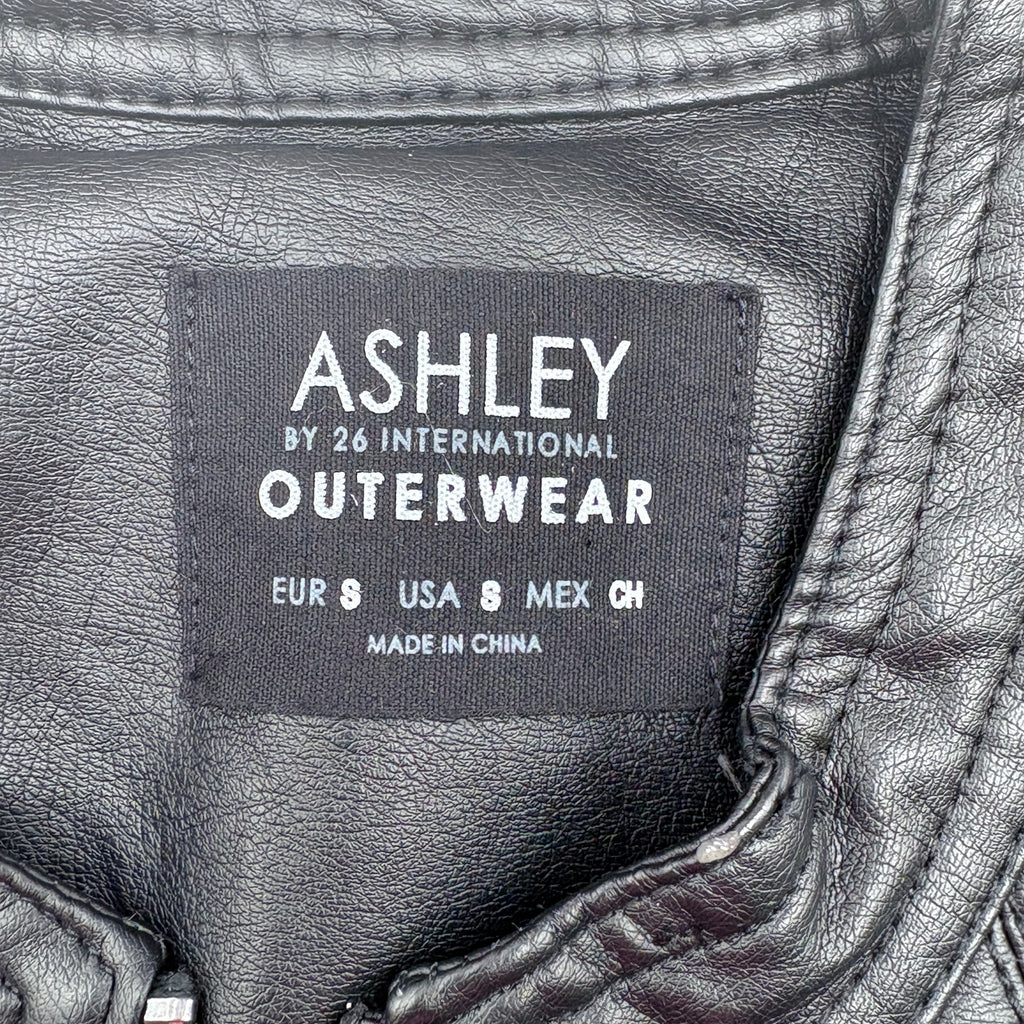 ASHLEY
BY 26 INTERNATIONAL
OUTERWEAR
EUR S USA S MEX CH
MADE IN CHINA